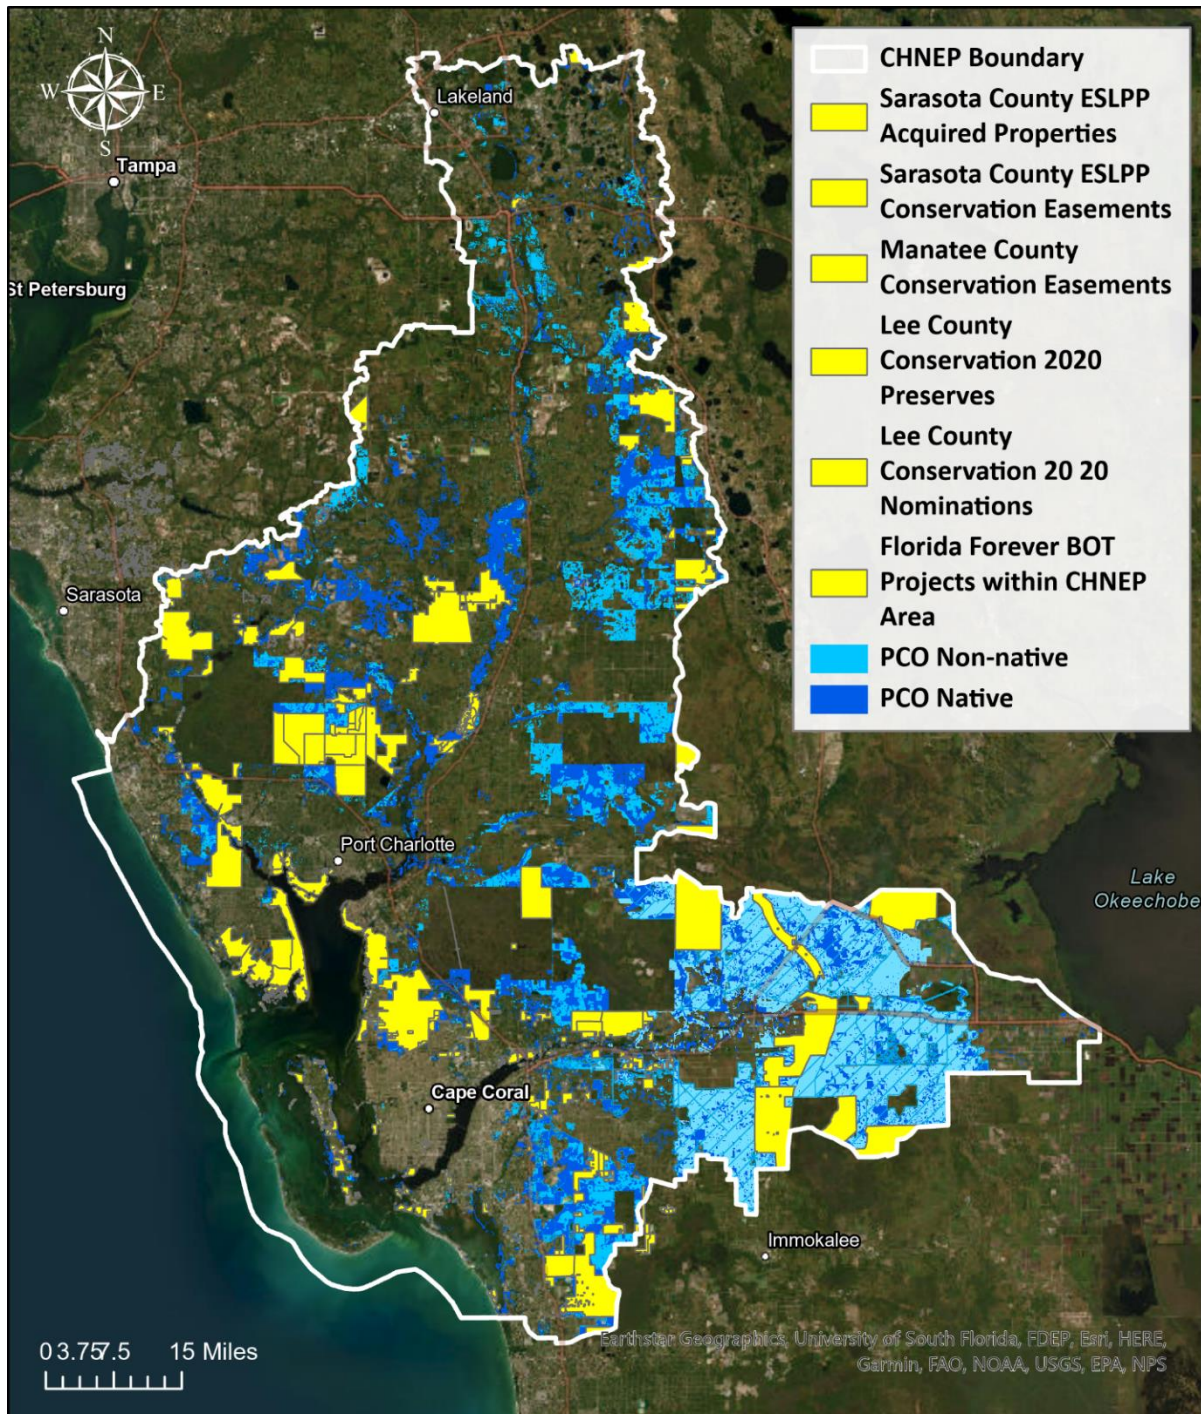 N
W E
S
Lakeland
Tampa
St Petersburg
Sarasota
Port Charlotte
Cape Coral
Immokalee
Lake
Okeechobe
CHNEP Boundary
Sarasota County ESLPP
Acquired Properties
Sarasota County ESLPP
Conservation Easements
Manatee County
Conservation Easements
Lee County
Conservation 2020
Preserves
Lee County
Conservation 20 20
Nominations
Florida Forever BOT
Projects within CHNEP
Area
PCO Non-native
PCO Native
0 3.75 7.5 15 Miles
Earthstar Geographics, University of South Florida, FDEP, Esri, HERE,
Garmin, FAO, NOAA, USGS, EPA, NPS